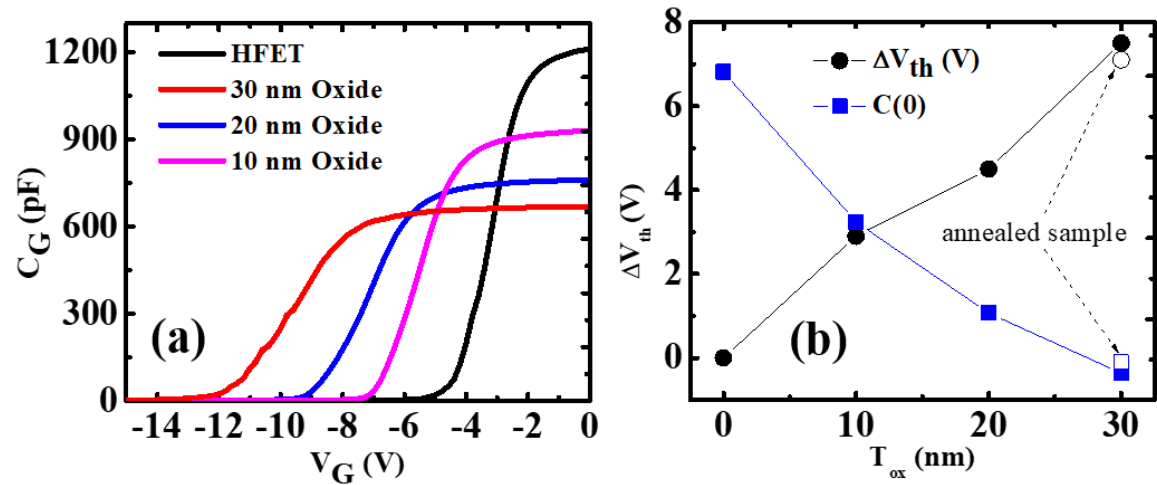 1200
900
600
300
0
C_G (pF)
HFET
30 nm Oxide
20 nm Oxide
10 nm Oxide
(a)
-14 -12 -10 -8 -6 -4 -2 0
V_G (V)
8
6
4
2
0
ΔV_th (V)
ΔV_th (V)
C(0)
annealed sample
(b)
0 10 20 30
T_ox (nm)